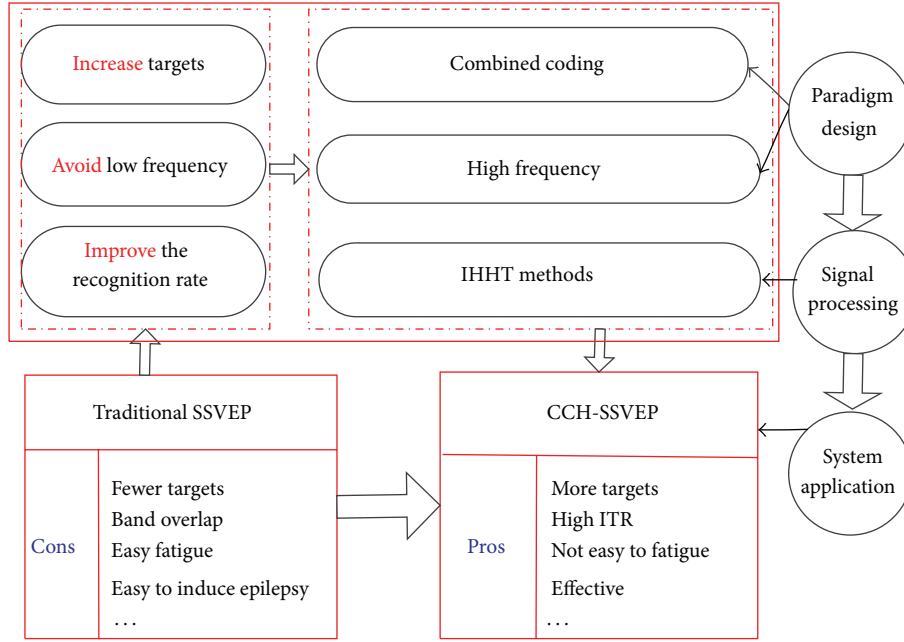 Increase targets
Avoid low frequency
Improve the
recognition rate
Combined coding
High frequency
IHHT methods
Paradigm
design
Signal
processing
System
application
Traditional SSVEP
Cons
Fewer targets
Band overlap
Easy fatigue
Easy to induce epilepsy
...
CCH-SSVEP
Pros
More targets
High ITR
Not easy to fatigue
Effective
...